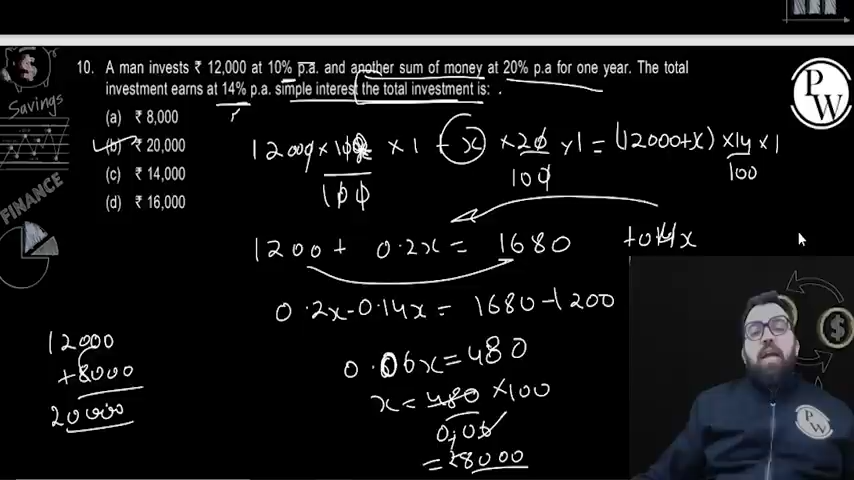 10. A man invests ₹ 12,000 at 10% p.a. and another sum of money at 20% p.a for one year. The total
investment earns at 14% p.a. simple interest the total investment is:
(a) ₹ 8,000
(b) ₹ 20,000
(c) ₹ 14,000
(d) ₹ 16,000
Savings
FINANCE
PW
12000 × 10 × 1 + x × 20 × 1 = (12000+x) × 14 × 1
100 100 100
1200 + 0.2x = 1680 + 0.14x
0.2x - 0.14x = 1680 - 1200
0.06x = 480
x = 480 × 100
0.06
= 8000
12000
+8000
20000
PW